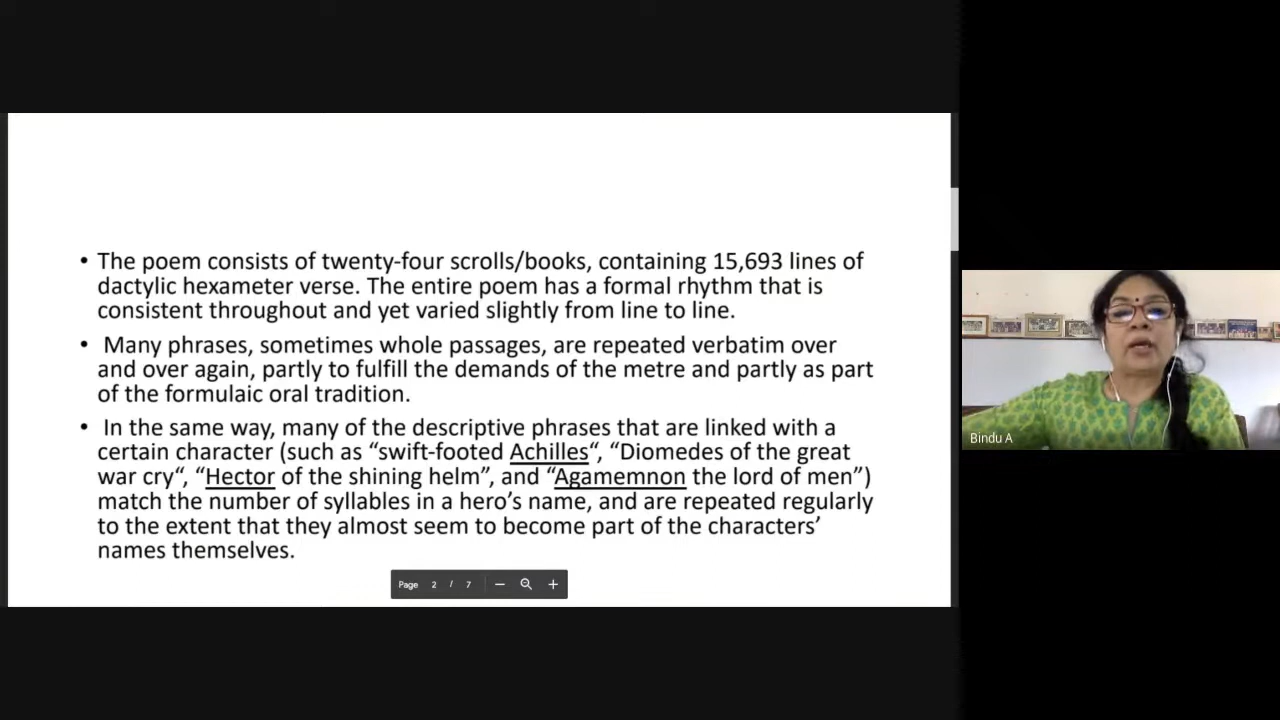 • The poem consists of twenty-four scrolls/books, containing 15,693 lines of
dactylic hexameter verse. The entire poem has a formal rhythm that is
consistent throughout and yet varied slightly from line to line.
• Many phrases, sometimes whole passages, are repeated verbatim over
and over again, partly to fulfill the demands of the metre and partly as part
of the formulaic oral tradition.
• In the same way, many of the descriptive phrases that are linked with a
certain character (such as “swift-footed Achilles“, “Diomedes of the great
war cry“, “Hector of the shining helm”, and “Agamemnon the lord of men”)
match the number of syllables in a hero’s name, and are repeated regularly
to the extent that they almost seem to become part of the characters’
names themselves.
Page 2 / 7
Bindu A